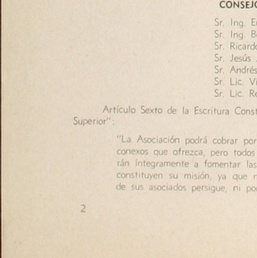 CONSEJO
Sr. Ing.
Sr. Ing.
Sr. Ricardo
Sr. Jesús
Sr. Andrés
Sr. Lic.
Sr. Lic.
Artículo Sexto de la Escritura
Superior":
"La Asociación podrá cobrar por
conexos que ofrezca, pero todos
rán íntegramente a fomentar las
constituyen su misión, ya que
de sus asociados persigue, ni
2